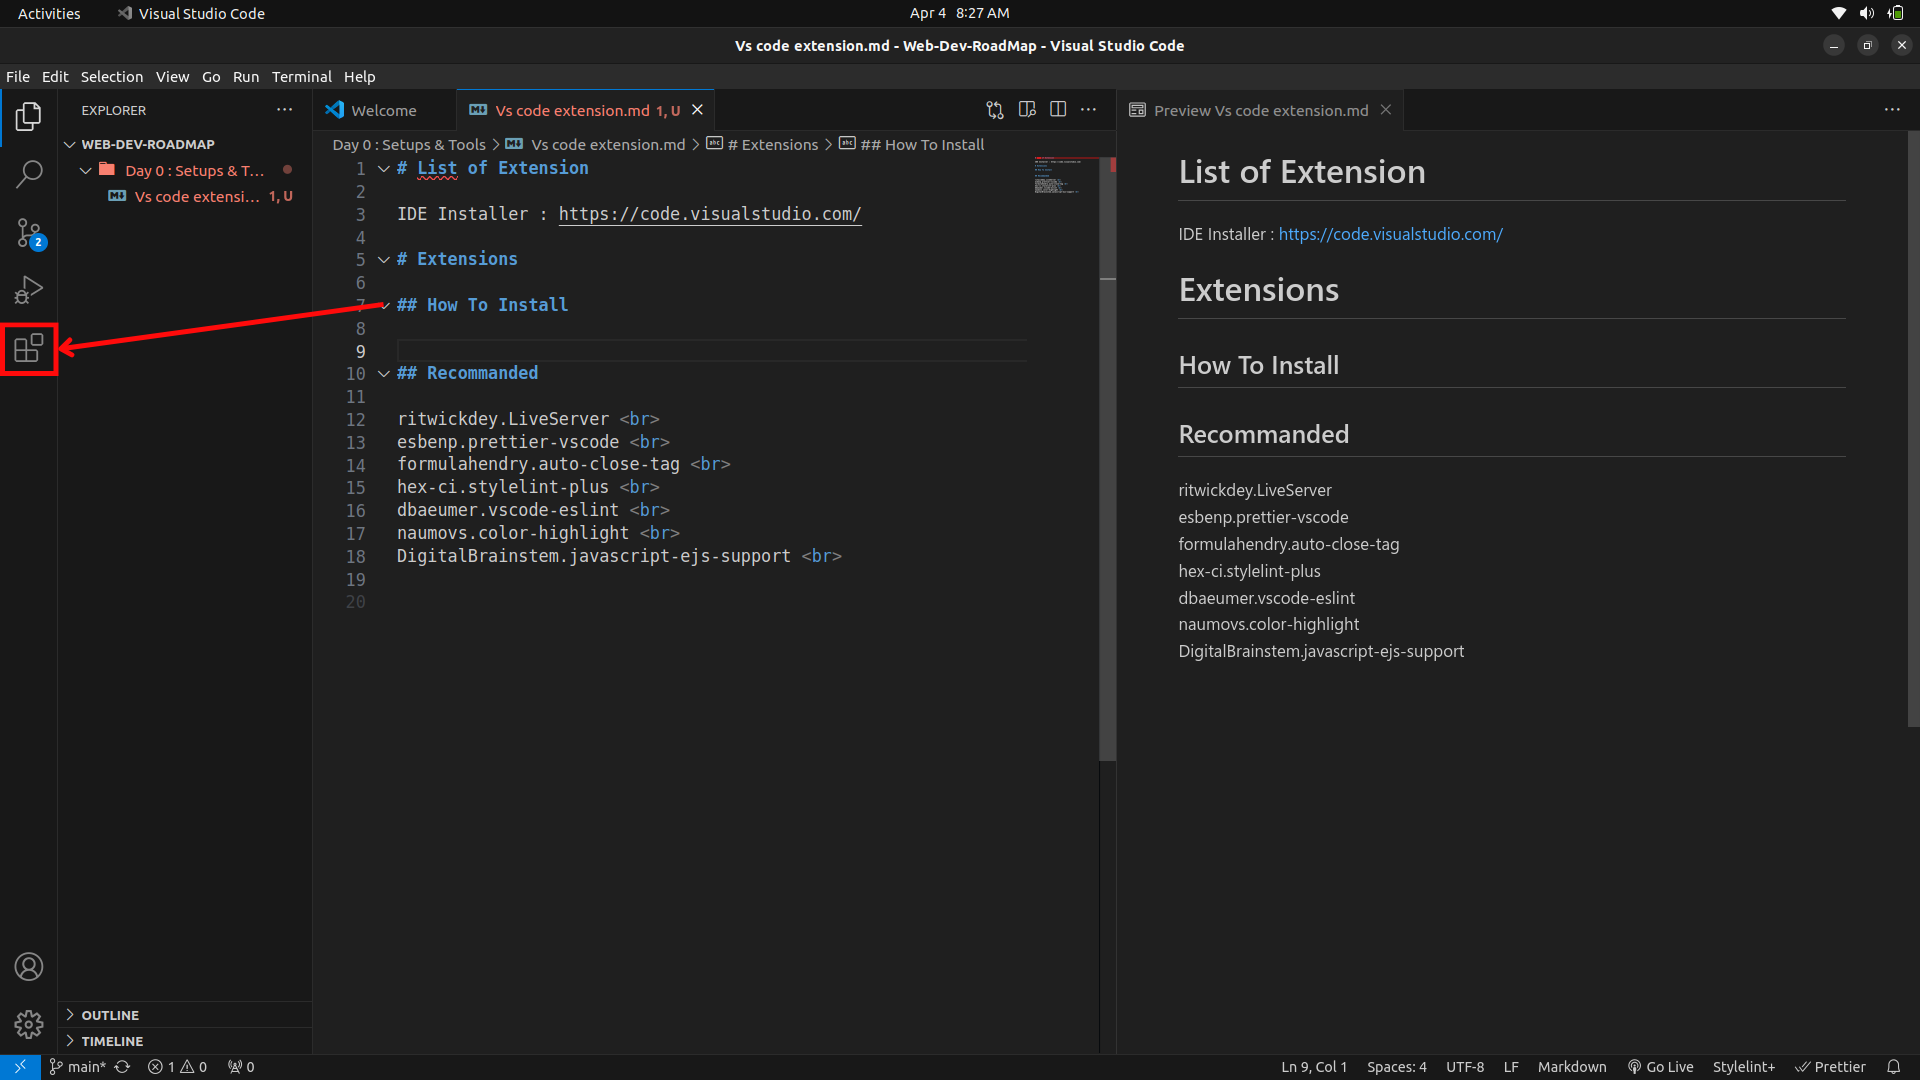 Activities
Visual Studio Code
Apr 4 8:27 AM
Vs code extension.md - Web-Dev-RoadMap - Visual Studio Code
File Edit Selection View Go Run Terminal Help
EXPLORER
WEB-DEV-ROADMAP
Day 0 : Setups & T...
Vs code extensi... 1, U
2
OUTLINE
TIMELINE
Welcome
Vs code extension.md 1, U
Day 0 : Setups & Tools > Vs code extension.md > # Extensions > ## How To Install
1 # List of Extension
2
3 IDE Installer : https://code.visualstudio.com/
4
5 # Extensions
6
7 ## How To Install
8
9
10 ## Recommanded
11
12 ritwickdey.LiveServer <br>
13 esbenp.prettier-vscode <br>
14 formulahendry.auto-close-tag <br>
15 hex-ci.stylelint-plus <br>
16 dbaeumer.vscode-eslint <br>
17 naumovs.color-highlight <br>
18 DigitalBrainstem.javascript-ejs-support <br>
19
20
Preview Vs code extension.md
List of Extension
IDE Installer : https://code.visualstudio.com/
Extensions
How To Install
Recommanded
ritwickdey.LiveServer
esbenp.prettier-vscode
formulahendry.auto-close-tag
hex-ci.stylelint-plus
dbaeumer.vscode-eslint
naumovs.color-highlight
DigitalBrainstem.javascript-ejs-support
main* 1 0 0
Ln 9, Col 1 Spaces: 4 UTF-8 LF Markdown Go Live Stylelint+ Prettier